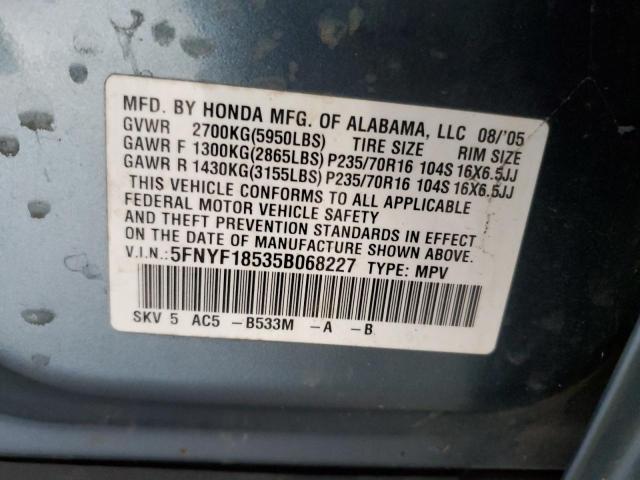 MFD. BY HONDA MFG. OF ALABAMA, LLC 08/'05
GVWR 2700KG(5950LBS) TIRE SIZE RIM SIZE
GAWR F 1300KG(2865LBS) P235/70R16 104S 16X6.5JJ
GAWR R 1430KG(3155LBS) P235/70R16 104S 16X6.5JJ
THIS VEHICLE CONFORMS TO ALL APPLICABLE
FEDERAL MOTOR VEHICLE SAFETY
AND THEFT PREVENTION STANDARDS IN EFFECT
ON THE DATE OF MANUFACTURE SHOWN ABOVE.
V.I.N.: 5FNYF18535B068227 TYPE: MPV
SKV 5 AC5 -B533M -A -B